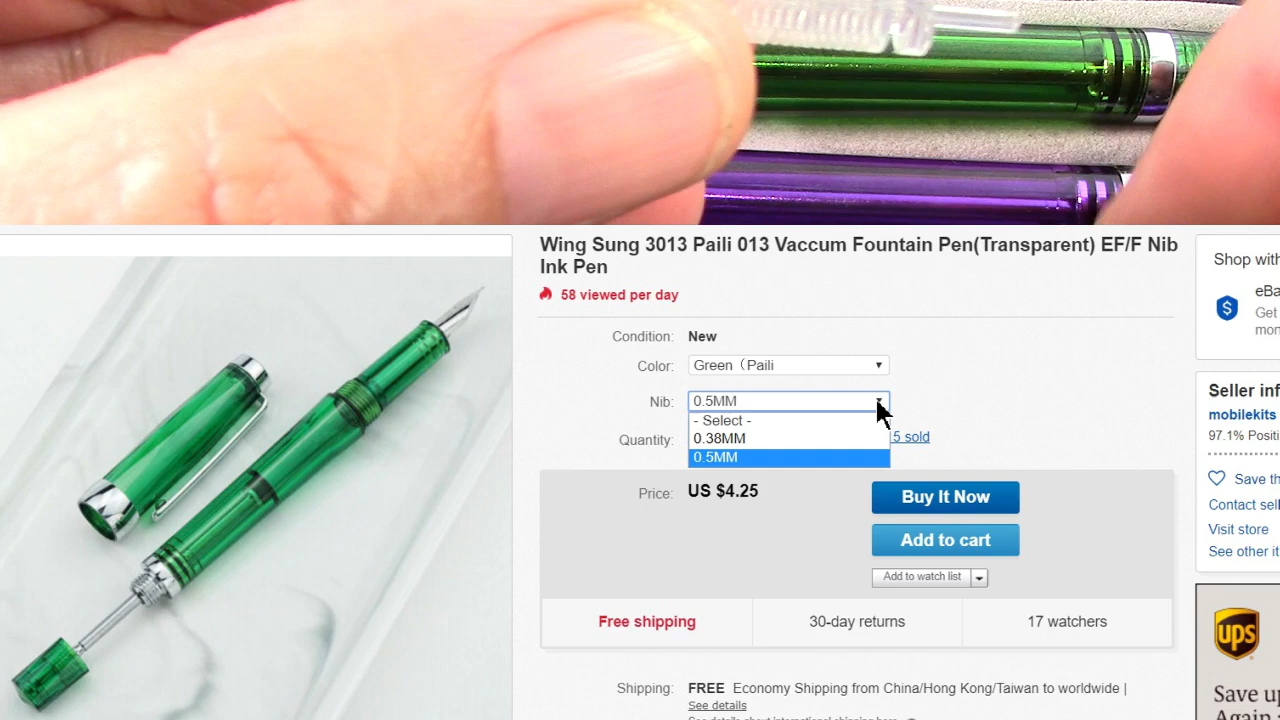 Wing Sung 3013 Paili 013 Vaccum Fountain Pen(Transparent) EF/F Nib
Ink Pen
58 viewed per day
Condition: New
Color: Green（Paili
Nib: 0.5MM
- Select -
0.38MM
0.5MM
Quantity: 5 sold
Price: US $4.25
Buy It Now
Add to cart
Add to watch list
Free shipping 30-day returns 17 watchers
Shipping: FREE Economy Shipping from China/Hong Kong/Taiwan to worldwide |
See details
Shop with
eBa
Get
mon
Seller inf
mobilekits
97.1% Positi
Save th
Contact sell
Visit store
See other it
ups
Save up